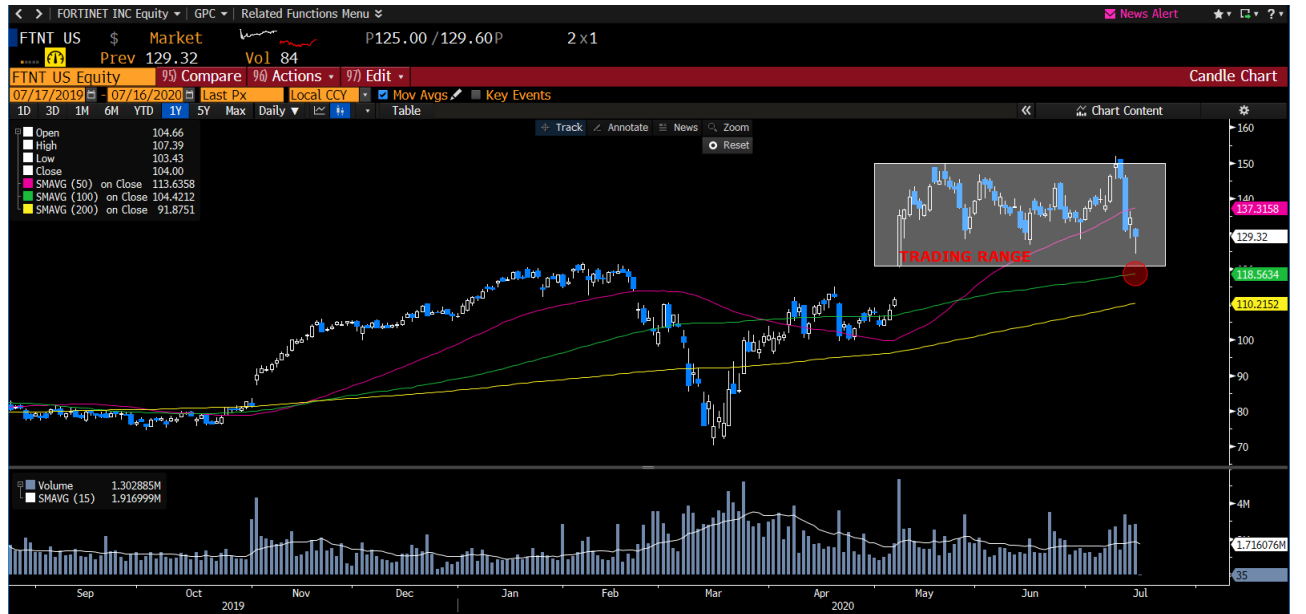 < > FORTINET INC Equity ▾ | GPC ▾ | Related Functions Menu News Alert ★▾ ▾ ?▾
FTNT US $ Market P125.00 /129.60P 2x1
Prev 129.32 Vol 84
FTNT US Equity 95) Compare 96) Actions 97) Edit Candle Chart
07/17/2019 - 07/16/2020 Last Px Local CCY Mov Avgs Key Events
1D 3D 1M 6M YTD 1Y 5Y Max Daily ▼ Table « Chart Content
Track Annotate News Zoom
Reset
Open 104.66
High 107.39
Low 103.43
Close 104.00
SMAVG (50) on Close 113.6358
SMAVG (100) on Close 104.4212
SMAVG (200) on Close 91.8751
160
150
140
137.3158
129.32
TRADING RANGE
118.5634
110.2152
100
90
80
70
Volume 1.302885M
SMAVG (15) 1.916999M
4M
1.716076M
35
Sep Oct Nov Dec Jan Feb Mar Apr May Jun Jul
2019 2020